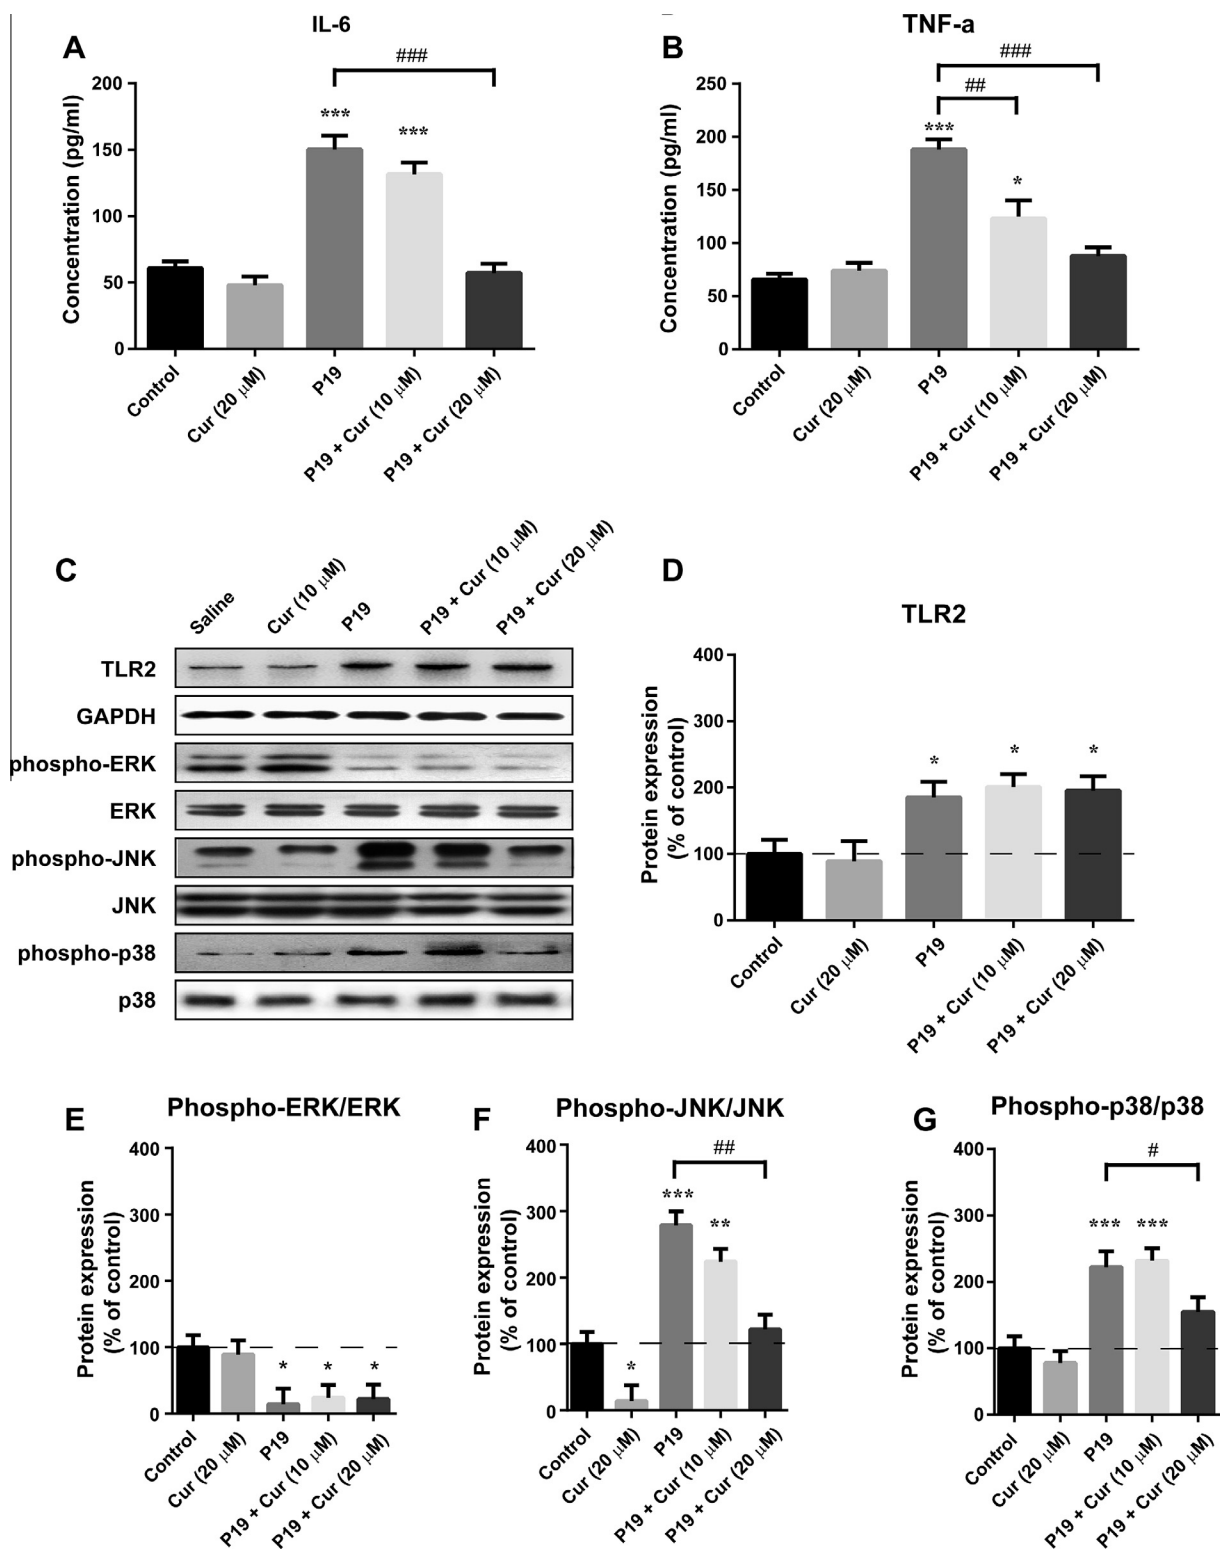 IL-6
A
###
200
150
100
50
0
Concentration (pg/ml)
***
***
Control
Cur (20 μM)
P19
P19 + Cur (10 μM)
P19 + Cur (20 μM)
TNF-a
B
###
##
250
200
150
100
50
0
Concentration (pg/ml)
***
*
Control
Cur (20 μM)
P19
P19 + Cur (10 μM)
P19 + Cur (20 μM)
C
Saline
Cur (10 μM)
P19
P19 + Cur (10 μM)
P19 + Cur (20 μM)
TLR2
GAPDH
phospho-ERK
ERK
phospho-JNK
JNK
phospho-p38
p38
D
TLR2
400
300
200
100
0
Protein expression
(% of control)
*
*
*
Control
Cur (20 μM)
P19
P19 + Cur (10 μM)
P19 + Cur (20 μM)
E
Phospho-ERK/ERK
400
300
200
100
0
Protein expression
(% of control)
*
*
*
Control
Cur (20 μM)
P19
P19 + Cur (10 μM)
P19 + Cur (20 μM)
F
Phospho-JNK/JNK
##
400
300
200
100
0
Protein expression
(% of control)
*
***
**
Control
Cur (20 μM)
P19
P19 + Cur (10 μM)
P19 + Cur (20 μM)
G
Phospho-p38/p38
#
400
300
200
100
0
Protein expression
(% of control)
***
***
Control
Cur (20 μM)
P19
P19 + Cur (10 μM)
P19 + Cur (20 μM)